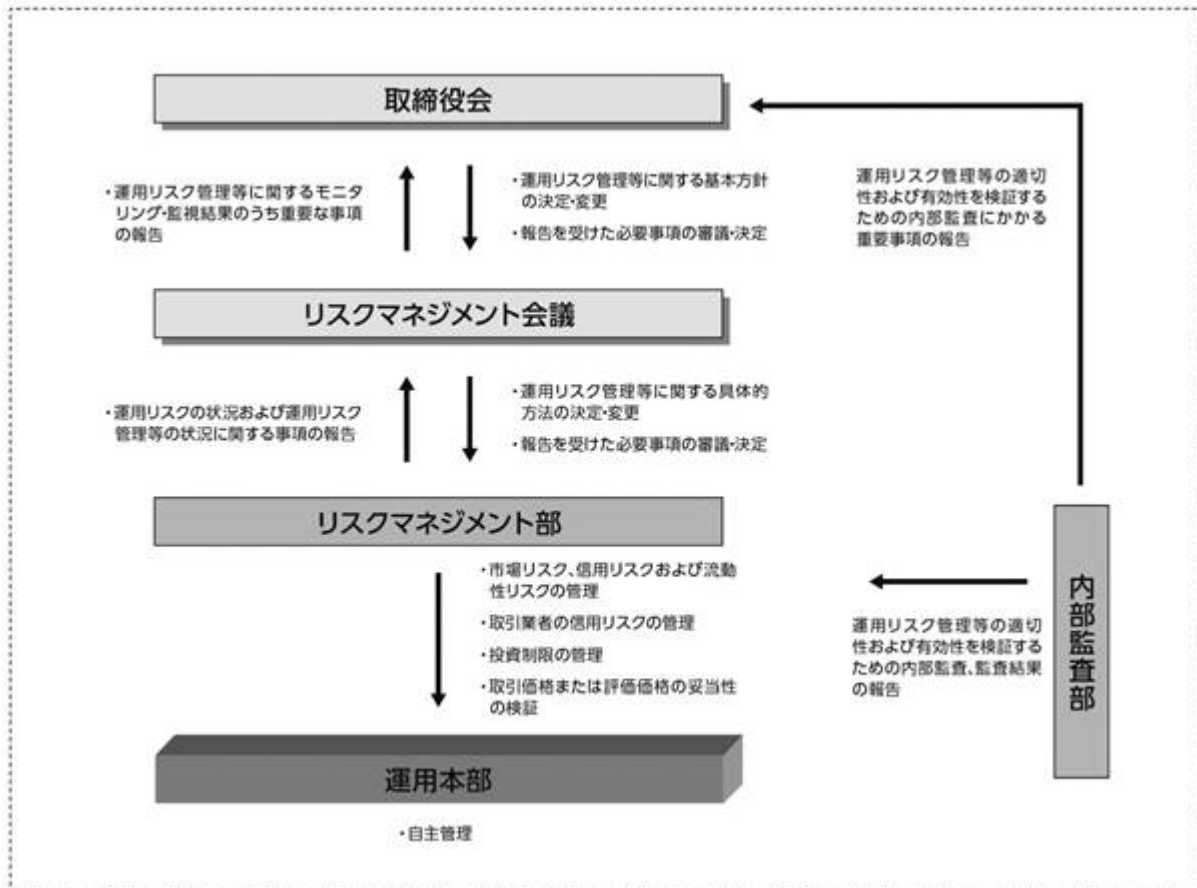 取締役会
・運用リスク管理等に関するモニタ
リング・監視結果のうち重要な事項
の報告
・運用リスク管理等に関する基本方針
の決定・変更
・報告を受けた必要事項の審議・決定
運用リスク管理等の適切
性および有効性を検証する
ための内部監査にかかる
重要事項の報告
リスクマネジメント会議
・運用リスクの状況および運用リスク
管理等の状況に関する事項の報告
・運用リスク管理等に関する具体的
方法の決定・変更
・報告を受けた必要事項の審議・決定
リスクマネジメント部
・市場リスク、信用リスクおよび流動
性リスクの管理
・取引業者の信用リスクの管理
・投資制限の管理
・取引価格または評価価格の妥当性
の検証
運用リスク管理等の適切
性および有効性を検証する
ための内部監査、監査結果
の報告
内部監査部
運用本部
・自主管理